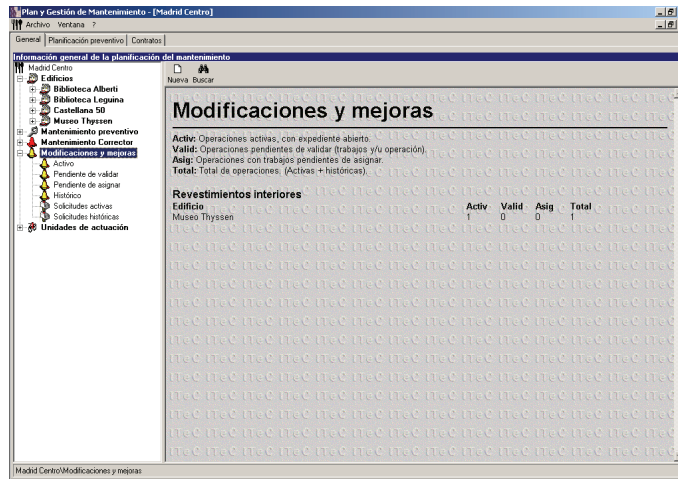 Plan y Gestión de Mantenimiento - [Madrid Centro]
Archivo Ventana ?
General Planificación preventivo Contratos
Información general de la planificación del mantenimiento
Madrid Centro
Edificios
Biblioteca Alberti
Biblioteca Leguina
Castellana 50
Museo Thyssen
Mantenimiento preventivo
Mantenimiento Corrector
Modificaciones y mejoras
Activo
Pendiente de validar
Pendiente de asignar
Histórico
Solicitudes activas
Solicitudes históricas
Unidades de actuación
Nueva Buscar
Modificaciones y mejoras
Activ: Operaciones activas, con expediente abierto.
Valid: Operaciones pendientes de validar (trabajos y/u operación).
Asig: Operaciones con trabajos pendientes de asignar.
Total: Total de operaciones. (Activas + históricas).
Revestimientos interiores
Edificio Activ Valid Asig Total
Museo Thyssen 1 0 0 1
Madrid Centro\Modificaciones y mejoras